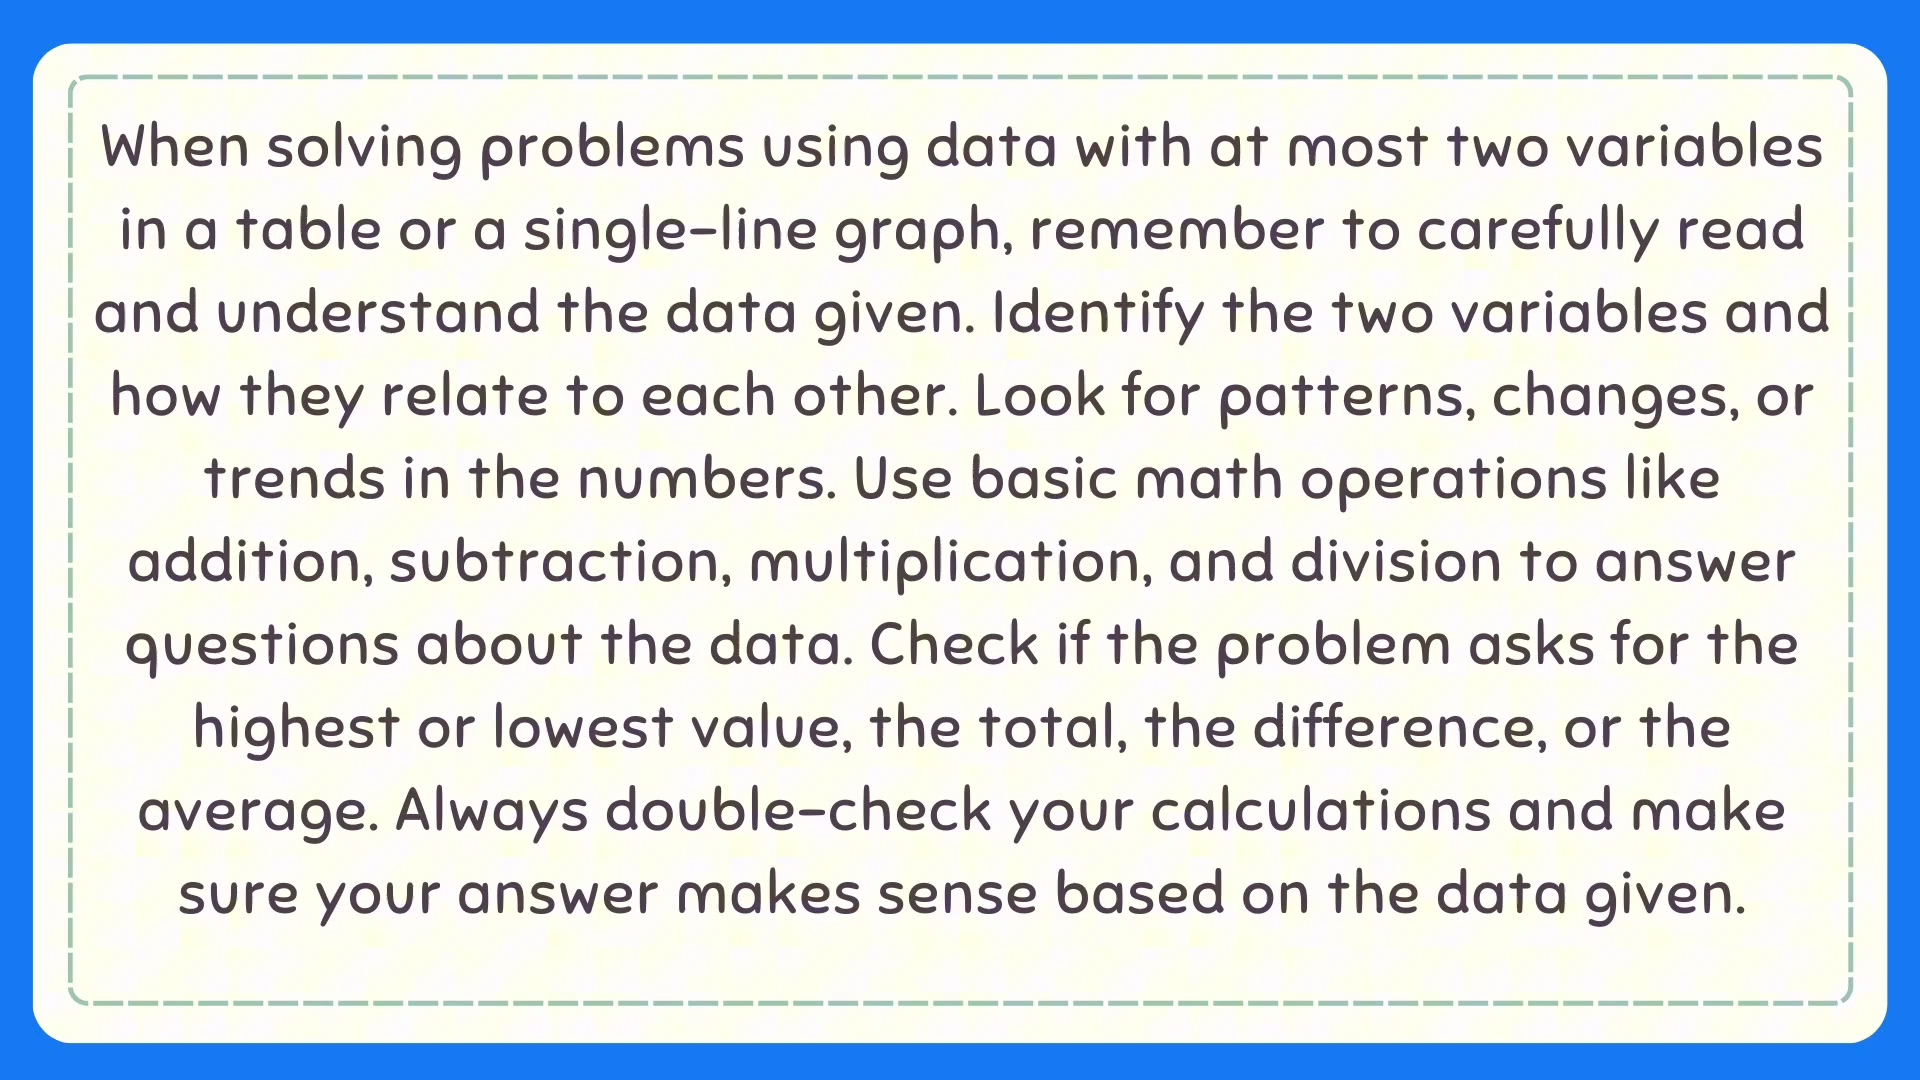 When solving problems using data with at most two variables
in a table or a single-line graph, remember to carefully read
and understand the data given. Identify the two variables and
how they relate to each other. Look for patterns, changes, or
trends in the numbers. Use basic math operations like
addition, subtraction, multiplication, and division to answer
questions about the data. Check if the problem asks for the
highest or lowest value, the total, the difference, or the
average. Always double-check your calculations and make
sure your answer makes sense based on the data given.